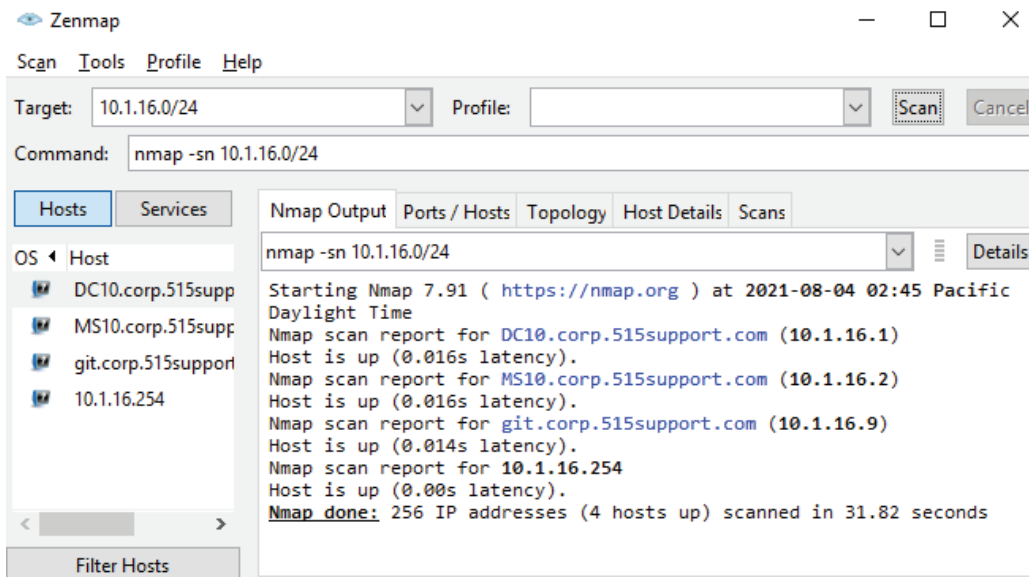 Zenmap
Scan Tools Profile Help
Target: 10.1.16.0/24 Profile: Scan Cancel
Command: nmap -sn 10.1.16.0/24
Hosts Services
Nmap Output Ports / Hosts Topology Host Details Scans
OS Host
nmap -sn 10.1.16.0/24 Details
DC10.corp.515supp
MS10.corp.515supp
git.corp.515support
10.1.16.254
Starting Nmap 7.91 ( https://nmap.org ) at 2021-08-04 02:45 Pacific
Daylight Time
Nmap scan report for DC10.corp.515support.com (10.1.16.1)
Host is up (0.016s latency).
Nmap scan report for MS10.corp.515support.com (10.1.16.2)
Host is up (0.016s latency).
Nmap scan report for git.corp.515support.com (10.1.16.9)
Host is up (0.014s latency).
Nmap scan report for 10.1.16.254
Host is up (0.00s latency).
Nmap done: 256 IP addresses (4 hosts up) scanned in 31.82 seconds
Filter Hosts